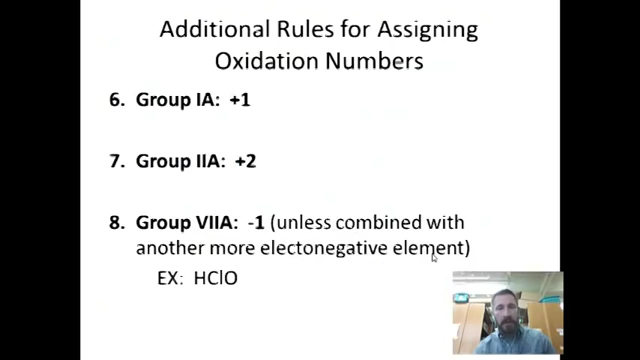 Additional Rules for Assigning
Oxidation Numbers
6. Group IA: +1
7. Group IIA: +2
8. Group VIIA: -1 (unless combined with
another more electonegative element)
EX: HClO